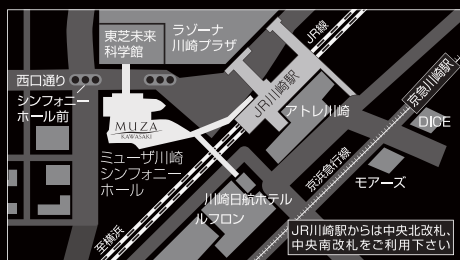 東芝未来
科学館
ラゾーナ
川崎プラザ
JR線
西口通り
シンフォニー
ホール前
MUZA
KAWASAKI
ミューザ川崎
シンフォニー
ホール
JR川崎駅
アトレ川崎
京急川崎駅
DICE
モアーズ
京浜急行線
川崎日航ホテル
ルフロン
至横浜
JR川崎駅からは中央北改札、
中央南改札をご利用下さい